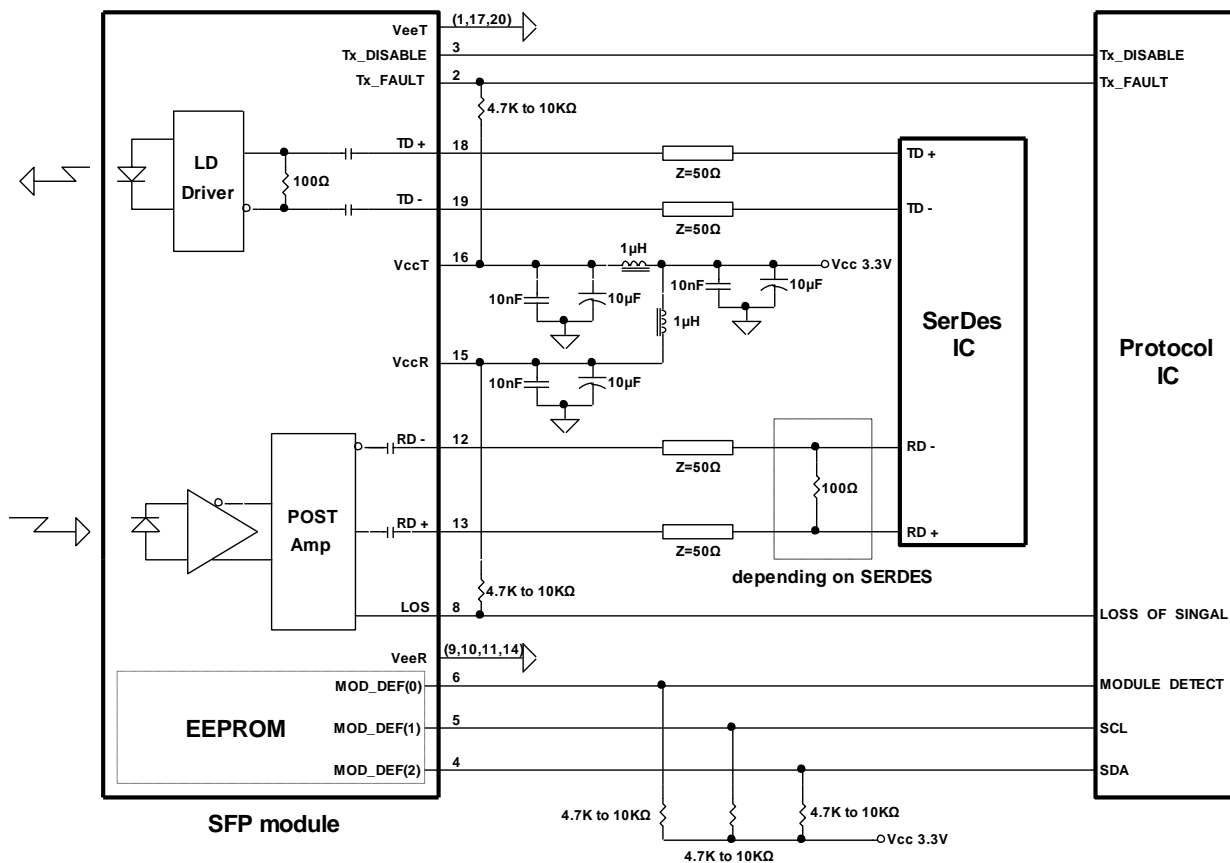 VeeT (1,17,20)
Tx_DISABLE 3 Tx_DISABLE
Tx_FAULT 2 Tx_FAULT
4.7K to 10KΩ
LD
Driver
100Ω
TD + 18 Z=50Ω TD +
TD - 19 Z=50Ω TD -
VccT 16 1µH Vcc 3.3V
10nF 10µF 10nF 10µF
1µH
SerDes
IC
Protocol
IC
VccR 15
10nF 10µF
RD - 12 Z=50Ω RD -
100Ω
POST
Amp
RD + 13 Z=50Ω RD +
depending on SERDES
4.7K to 10KΩ
LOS 8 LOSS OF SINGAL
VeeR (9,10,11,14)
MOD_DEF(0) 6 MODULE DETECT
EEPROM
MOD_DEF(1) 5 SCL
MOD_DEF(2) 4 SDA
4.7K to 10KΩ 4.7K to 10KΩ
Vcc 3.3V
4.7K to 10KΩ
SFP module